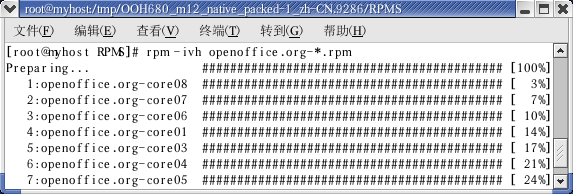 root@myhost/tmp/OOH680_m12_native_packed-1_zh-CN.9286/RPMS
文件(F) 编辑(E) 查看(V) 终端(T) 转到(G) 帮助(H)
[root@myhost RPMS]# rpm -ivh openoffice.org-*.rpm
Preparing... ########################################### [100%]
1:openoffice.org-core08 ########################################### [ 3%]
2:openoffice.org-core07 ########################################### [ 7%]
3:openoffice.org-core06 ########################################### [ 10%]
4:openoffice.org-core01 ########################################### [ 14%]
5:openoffice.org-core03 ########################################### [ 17%]
6:openoffice.org-core04 ########################################### [ 21%]
7:openoffice.org-core05 ########################################### [ 24%]